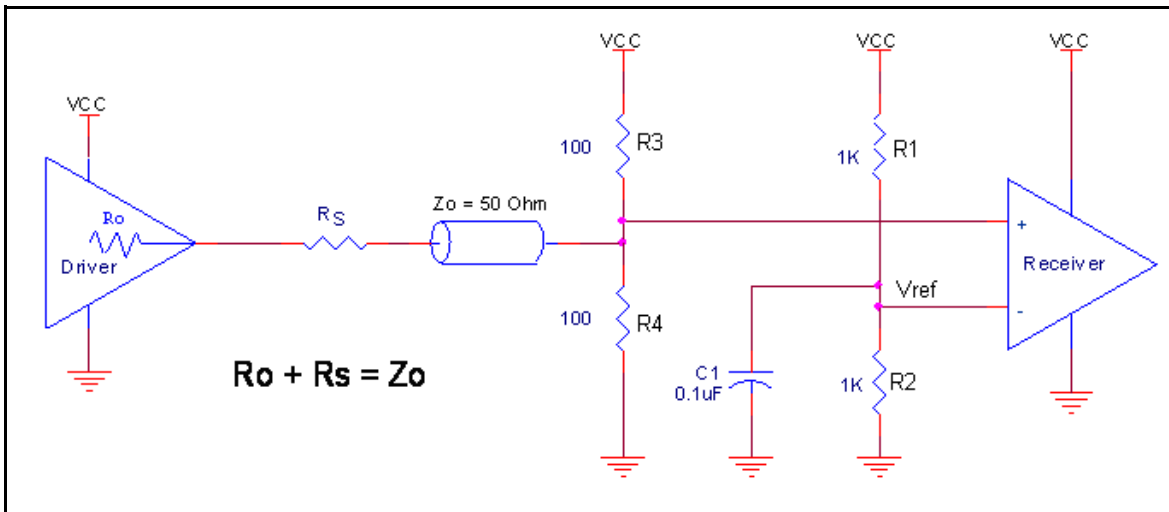 VCC
VCC
VCC
VCC
100
R3
1K
R1
Ro
RS
Zo = 50 Ohm
+
Driver
Receiver
Vref
-
100
R4
Ro + Rs = Zo
C1
0.1uF
1K
R2